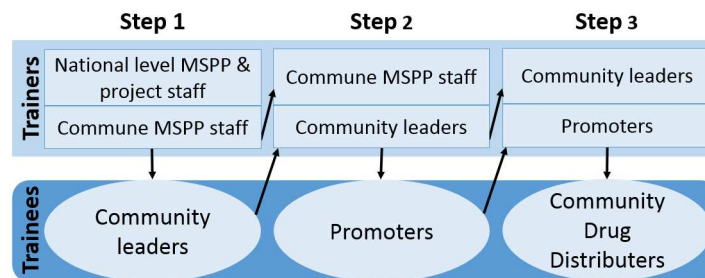 Step 1
Step 2
Step 3
Trainers
National level MSPP &
project staff
Commune MSPP staff
Commune MSPP staff
Community leaders
Community leaders
Promoters
Trainees
Community
leaders
Promoters
Community
Drug
Distributers